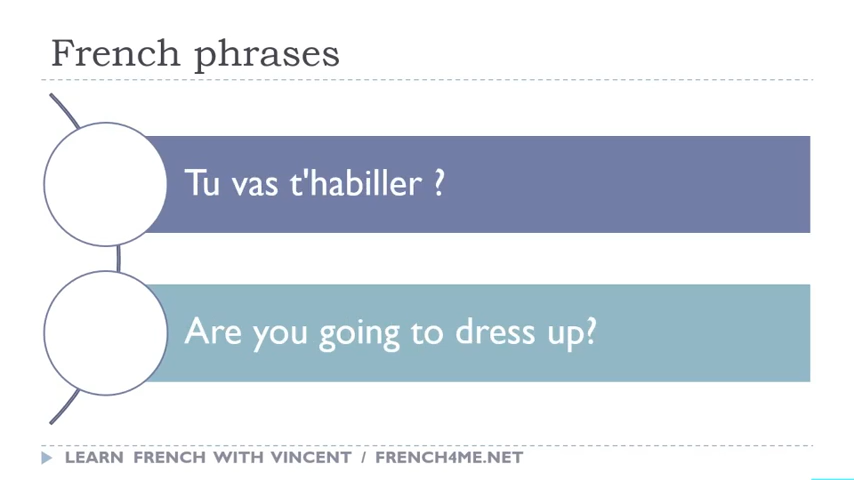 French phrases
Tu vas t'habiller ?
Are you going to dress up?
LEARN FRENCH WITH VINCENT / FRENCH4ME.NET